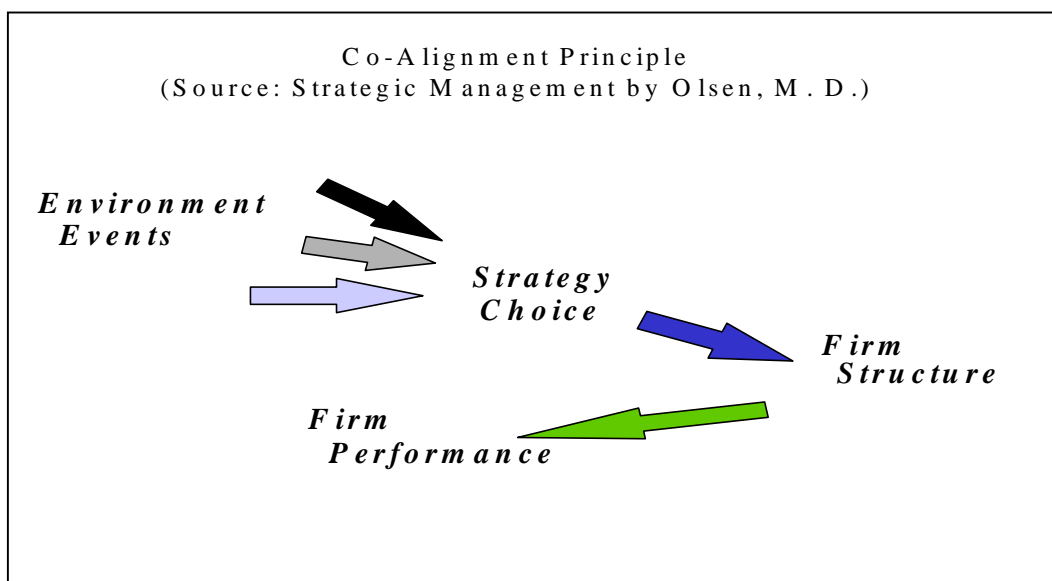 Co-Alignment Principle
(Source: Strategic Management by Olsen, M. D.)
Environment
Events
Strategy
Choice
Firm
Structure
Firm
Performance